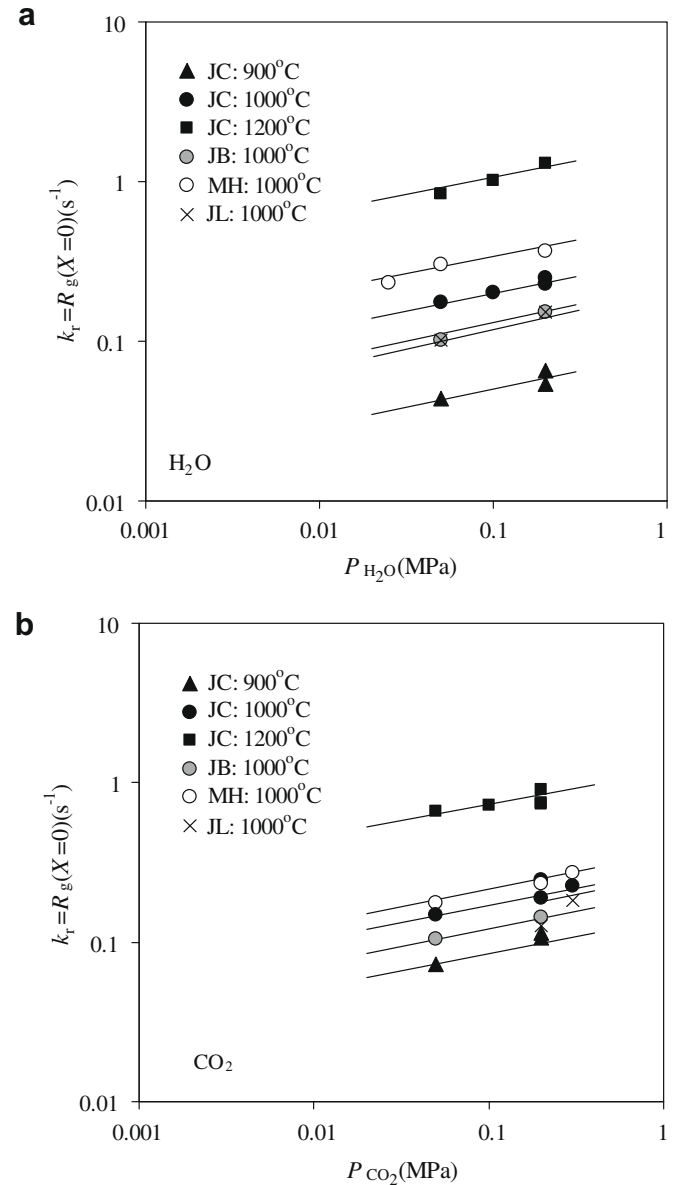 a
10
1
0.1
0.01
k_r=R_g(X=0)(s^-1)
▲ JC: 900°C
● JC: 1000°C
■ JC: 1200°C
● JB: 1000°C
○ MH: 1000°C
× JL: 1000°C
H₂O
0.001 0.01 0.1 1
P_H₂O(MPa)
b
10
1
0.1
0.01
k_r=R_g(X=0)(s^-1)
▲ JC: 900°C
● JC: 1000°C
■ JC: 1200°C
● JB: 1000°C
○ MH: 1000°C
× JL: 1000°C
CO₂
0.001 0.01 0.1 1
P_CO₂(MPa)